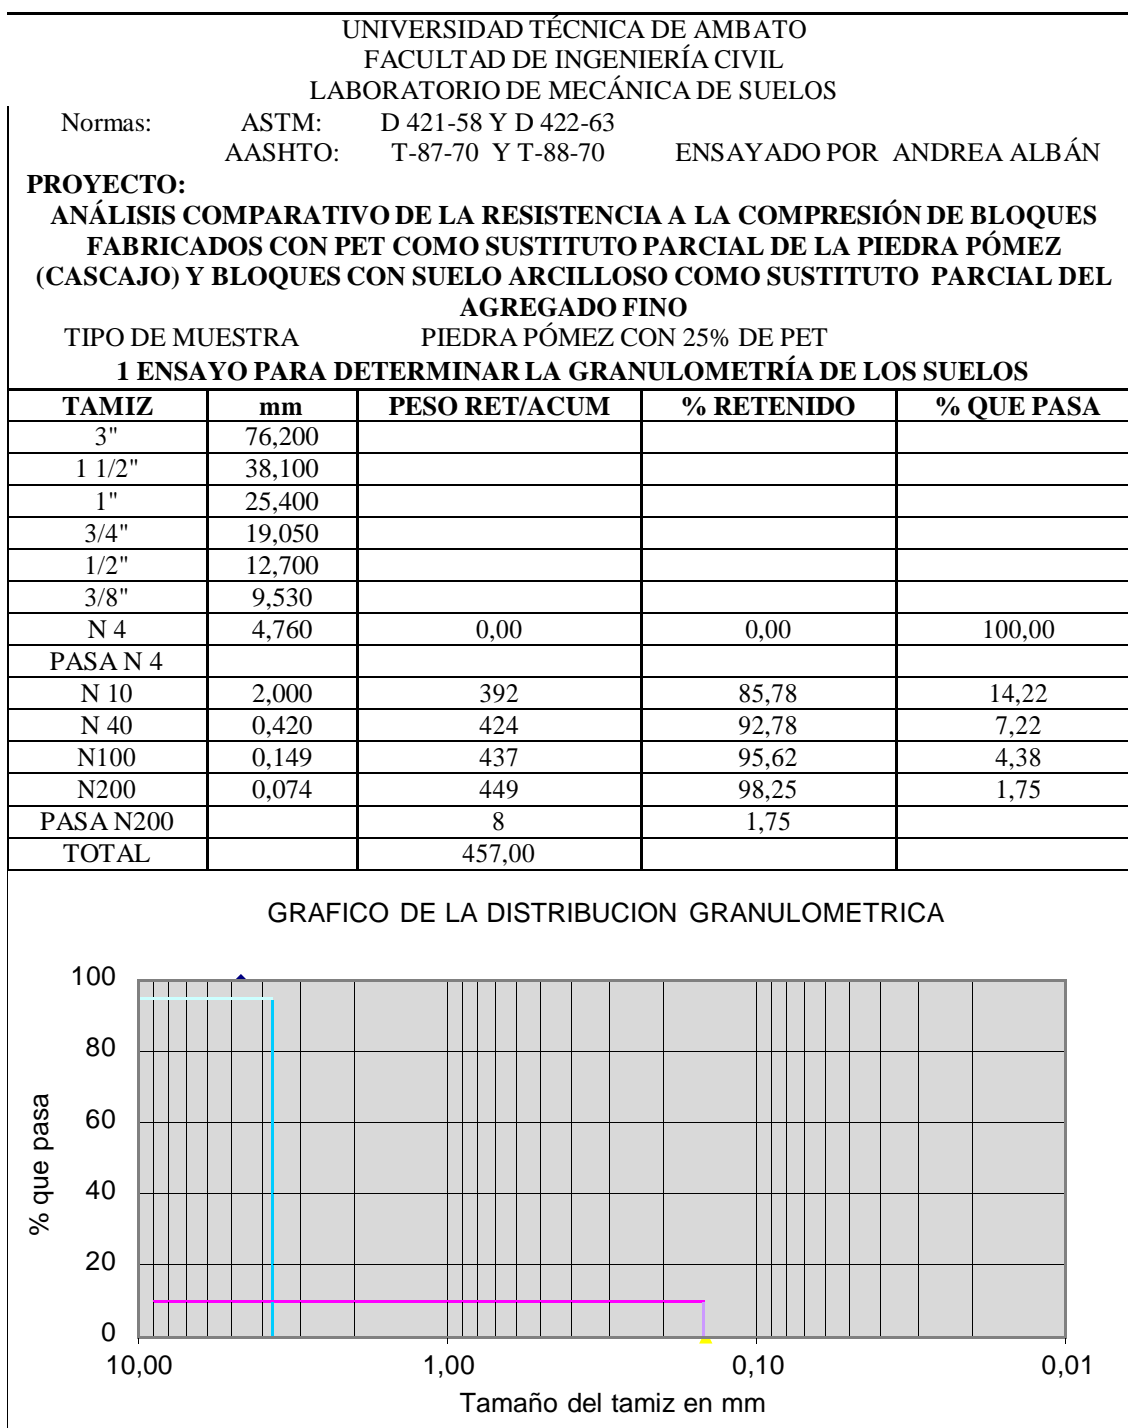 UNIVERSIDAD TÉCNICA DE AMBATO
FACULTAD DE INGENIERÍA CIVIL
LABORATORIO DE MECÁNICA DE SUELOS
Normas: ASTM: D 421-58 Y D 422-63
AASHTO: T-87-70 Y T-88-70 ENSAYADO POR ANDREA ALBÁN
PROYECTO:
ANÁLISIS COMPARATIVO DE LA RESISTENCIA A LA COMPRESIÓN DE BLOQUES
FABRICADOS CON PET COMO SUSTITUTO PARCIAL DE LA PIEDRA PÓMEZ
(CASCAJO) Y BLOQUES CON SUELO ARCILLOSO COMO SUSTITUTO PARCIAL DEL
AGREGADO FINO
TIPO DE MUESTRA PIEDRA PÓMEZ CON 25% DE PET
1 ENSAYO PARA DETERMINAR LA GRANULOMETRÍA DE LOS SUELOS
TAMIZ mm PESO RET/ACUM % RETENIDO % QUE PASA
3" 76,200
1 1/2" 38,100
1" 25,400
3/4" 19,050
1/2" 12,700
3/8" 9,530
N 4 4,760 0,00 0,00 100,00
PASA N 4
N 10 2,000 392 85,78 14,22
N 40 0,420 424 92,78 7,22
N100 0,149 437 95,62 4,38
N200 0,074 449 98,25 1,75
PASA N200 8 1,75
TOTAL 457,00
GRAFICO DE LA DISTRIBUCION GRANULOMETRICA
100
80
60
40
20
0
% que pasa
10,00 1,00 0,10 0,01
Tamaño del tamiz en mm